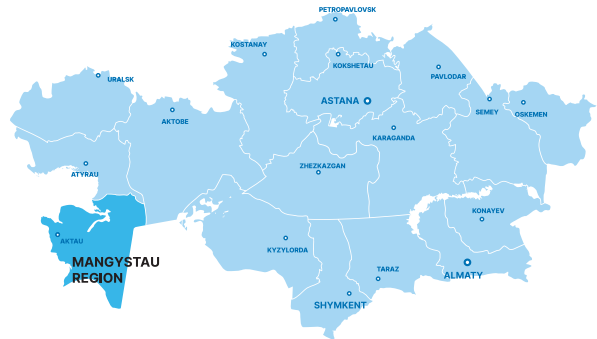 PETROPAVLOVSK
KOSTANAY
KOKSHETAU
PAVLODAR
URALSK
ASTANA
AKTOBE
SEMEY
OSKEMEN
KARAGANDA
ATYRAU
ZHEZKAZGAN
KONAYEV
AKTAU
KYZYLORDA
MANGYSTAU
REGION
TARAZ
ALMATY
SHYMKENT